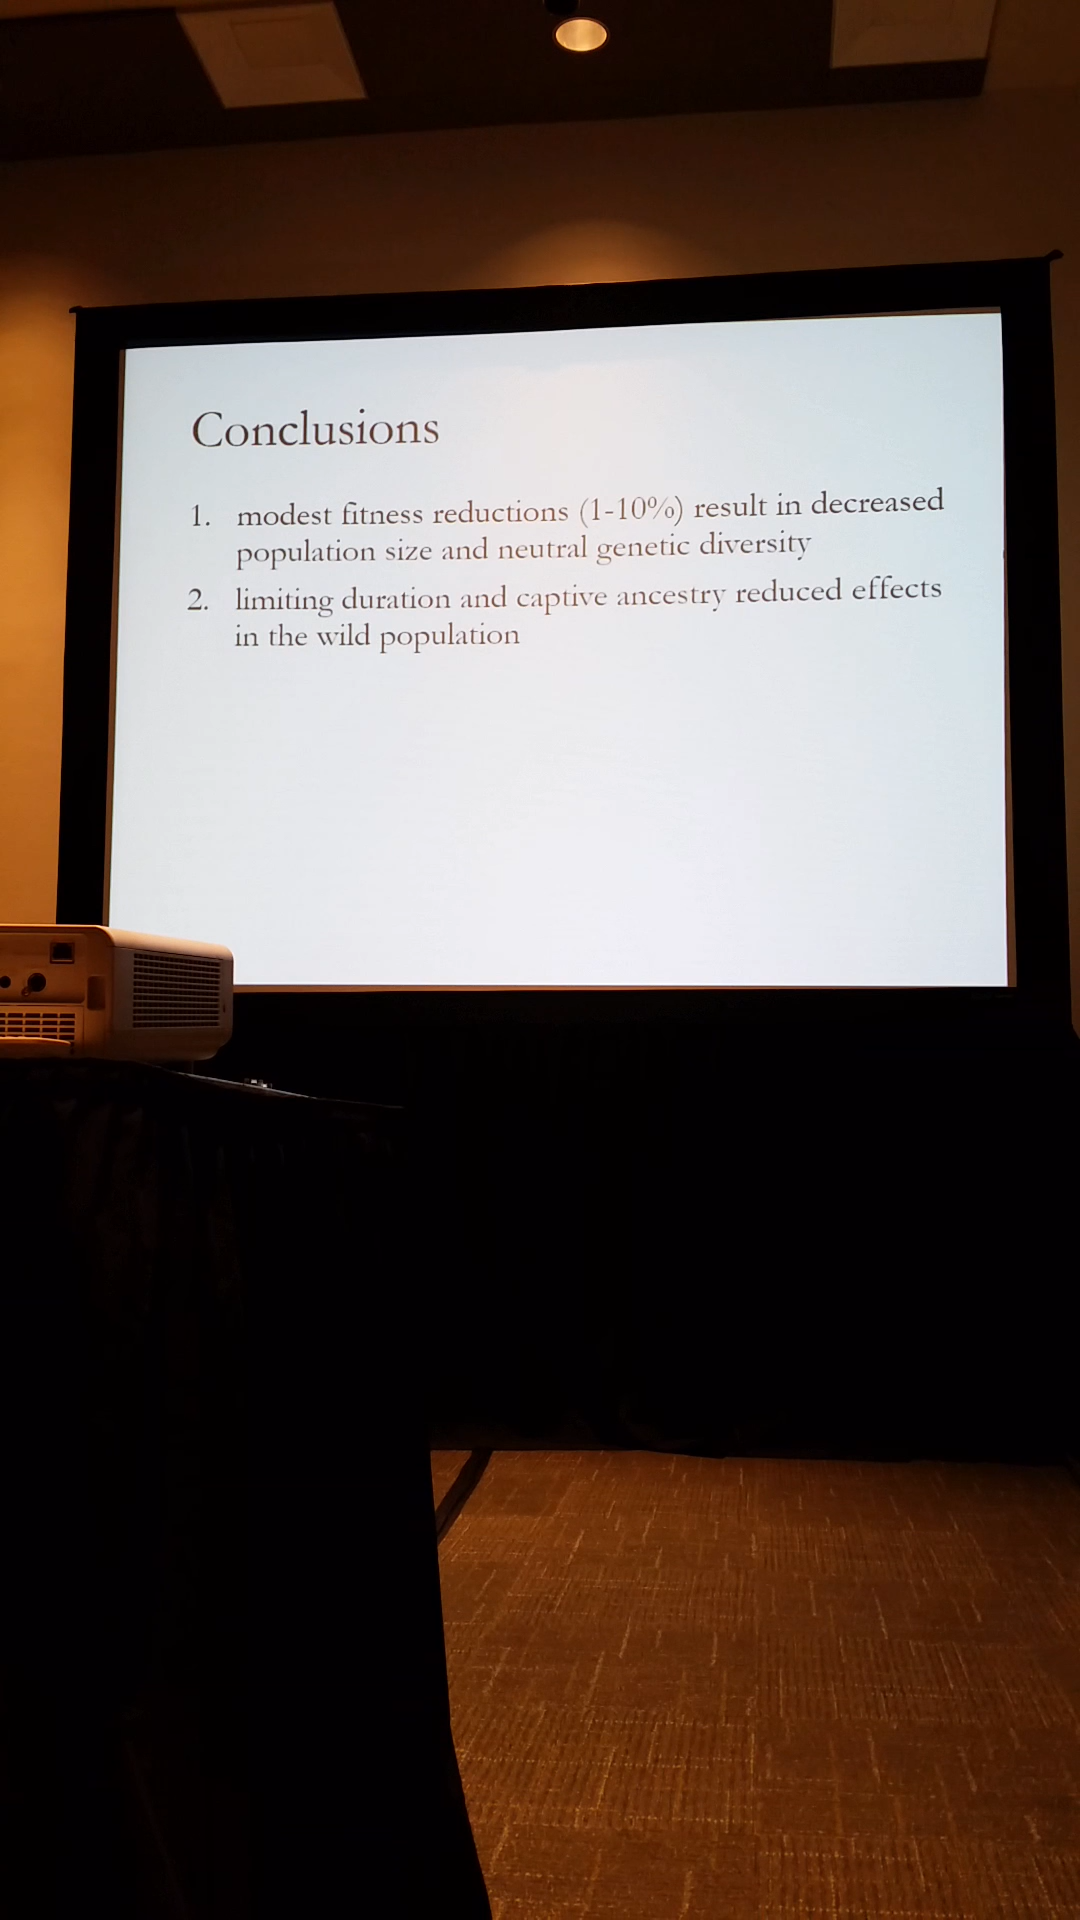 Conclusions
1. modest fitness reductions (1-10%) result in decreased
population size and neutral genetic diversity
2. limiting duration and captive ancestry reduced effects
in the wild population